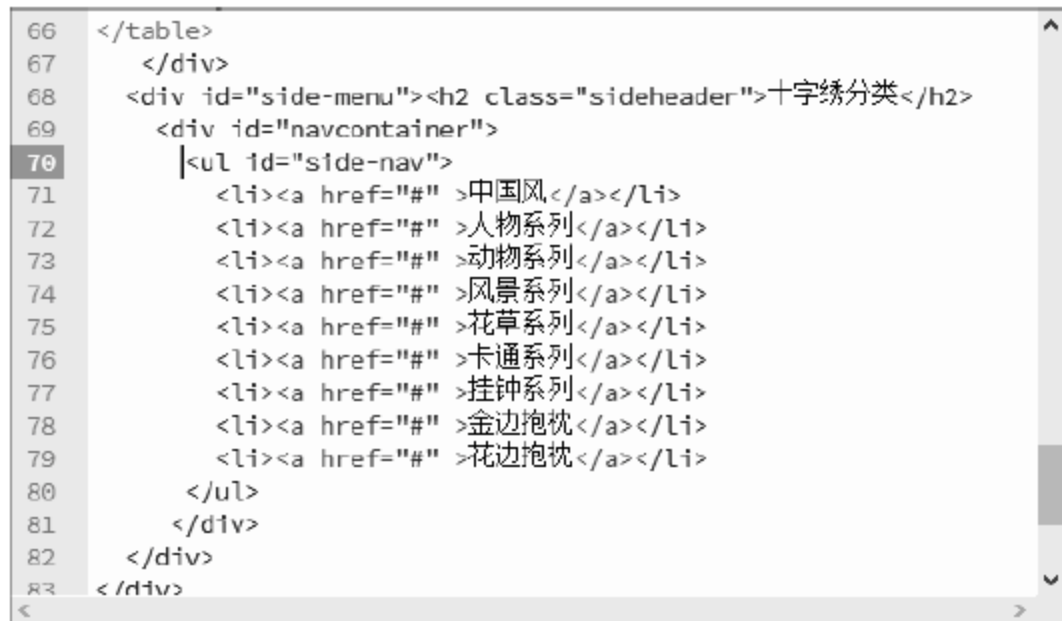 66 </table>
67 </div>
68 <div id="side-menu"><h2 class="sideheader">十字绣分类</h2>
69 <div id="navcontainer">
70 <ul id="side-nav">
71 <li><a href="#" >中国风</a></li>
72 <li><a href="#" >人物系列</a></li>
73 <li><a href="#" >动物系列</a></li>
74 <li><a href="#" >风景系列</a></li>
75 <li><a href="#" >花草系列</a></li>
76 <li><a href="#" >卡通系列</a></li>
77 <li><a href="#" >挂钟系列</a></li>
78 <li><a href="#" >金边抱枕</a></li>
79 <li><a href="#" >花边抱枕</a></li>
80 </ul>
81 </div>
82 </div>
83 </div>